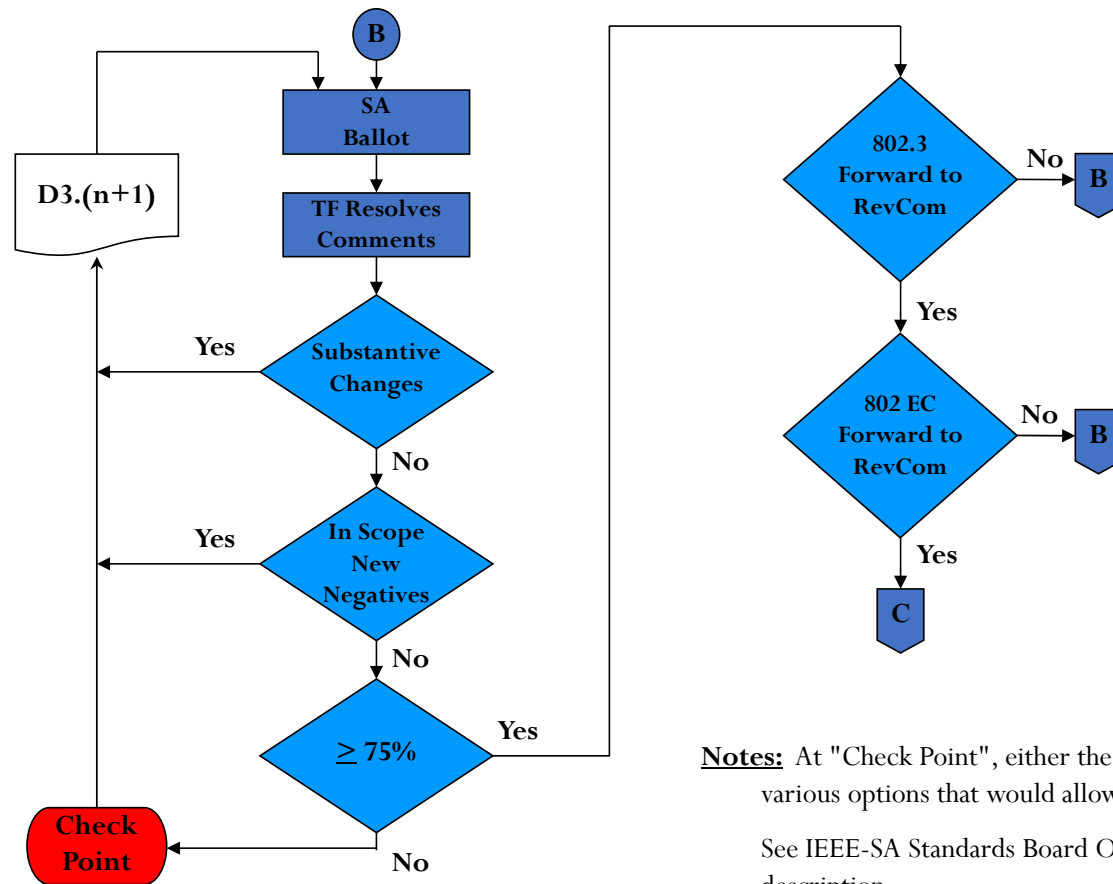 B
SA
Ballot
D3.(n+1)
TF Resolves
Comments
Yes
Substantive
Changes
No
Yes
In Scope
New
Negatives
No
≥ 75%
Yes
Check
Point
No
802.3
Forward to
RevCom
No
B
Yes
802 EC
Forward to
RevCom
No
B
Yes
C
Notes: At "Check Point", either the
various options that would allow
See IEEE-SA Standards Board O
description